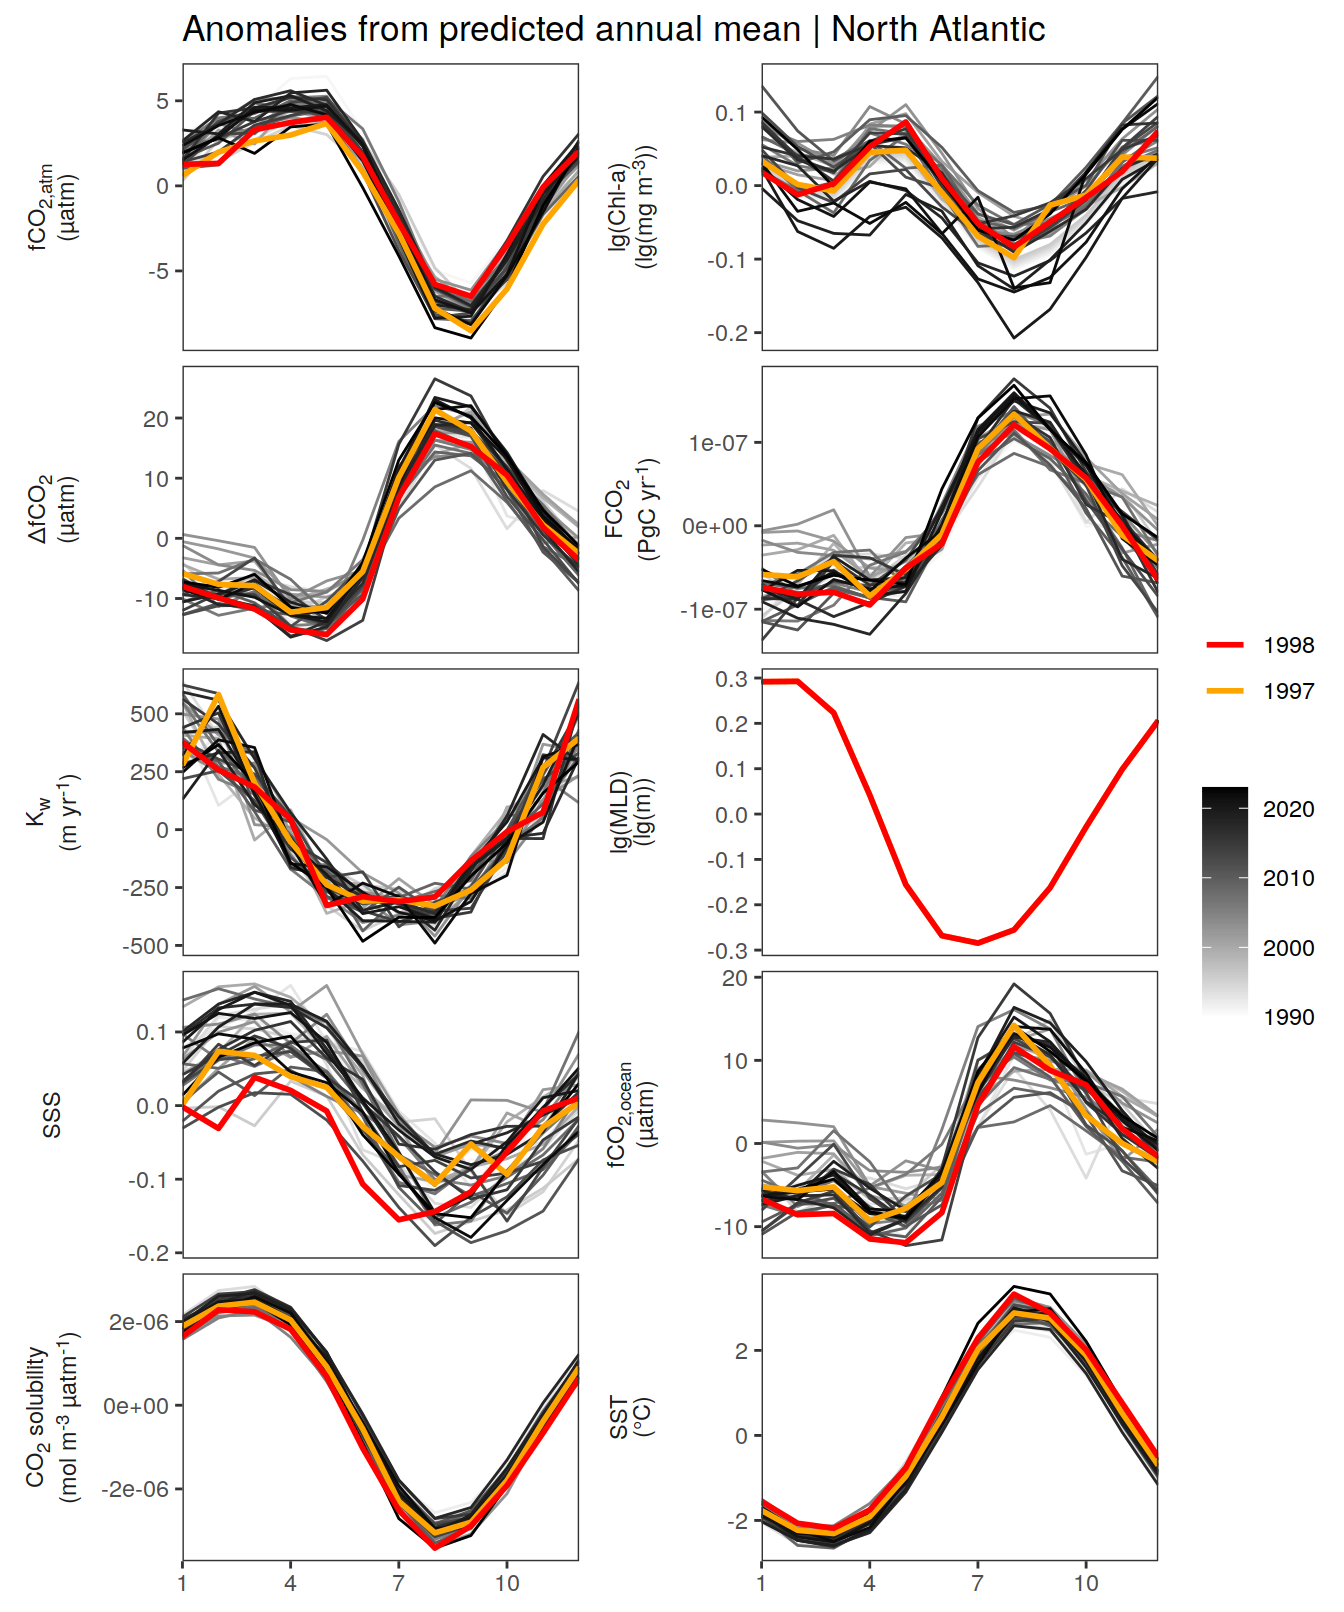 Anomalies from predicted annual mean | North Atlantic
fCO2,atm
(µatm)
5
0
-5
lg(Chl-a)
(lg(mg m-3))
0.1
0.0
-0.1
-0.2
ΔfCO2
(µatm)
20
10
0
-10
FCO2
(PgC yr-1)
1e-07
0e+00
-1e-07
Kw
(m yr-1)
500
250
0
-250
-500
lg(MLD)
(lg(m))
0.3
0.2
0.1
0.0
-0.1
-0.2
-0.3
SSS
0.1
0.0
-0.1
-0.2
fCO2,ocean
(µatm)
20
10
0
-10
CO2 solubility
(mol m-3 µatm-1)
2e-06
0e+00
-2e-06
1 4 7 10
SST
(°C)
2
0
-2
1 4 7 10
1998
1997
2020
2010
2000
1990